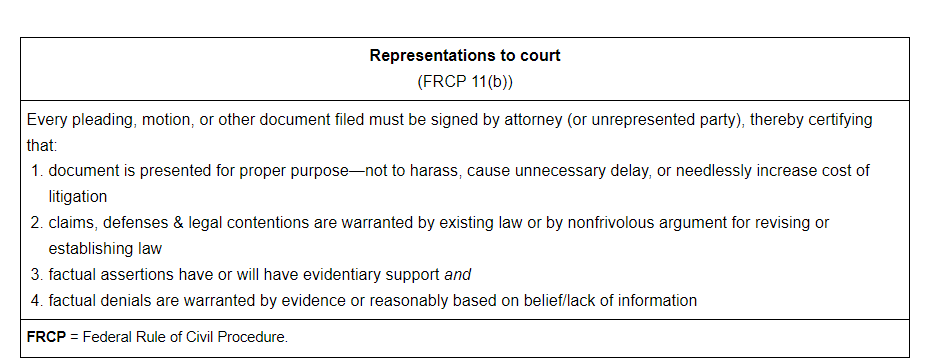 Representations to court
(FRCP 11(b))
Every pleading, motion, or other document filed must be signed by attorney (or unrepresented party), thereby certifying
that:
1. document is presented for proper purpose—not to harass, cause unnecessary delay, or needlessly increase cost of
litigation
2. claims, defenses & legal contentions are warranted by existing law or by nonfrivolous argument for revising or
establishing law
3. factual assertions have or will have evidentiary support and
4. factual denials are warranted by evidence or reasonably based on belief/lack of information
FRCP = Federal Rule of Civil Procedure.